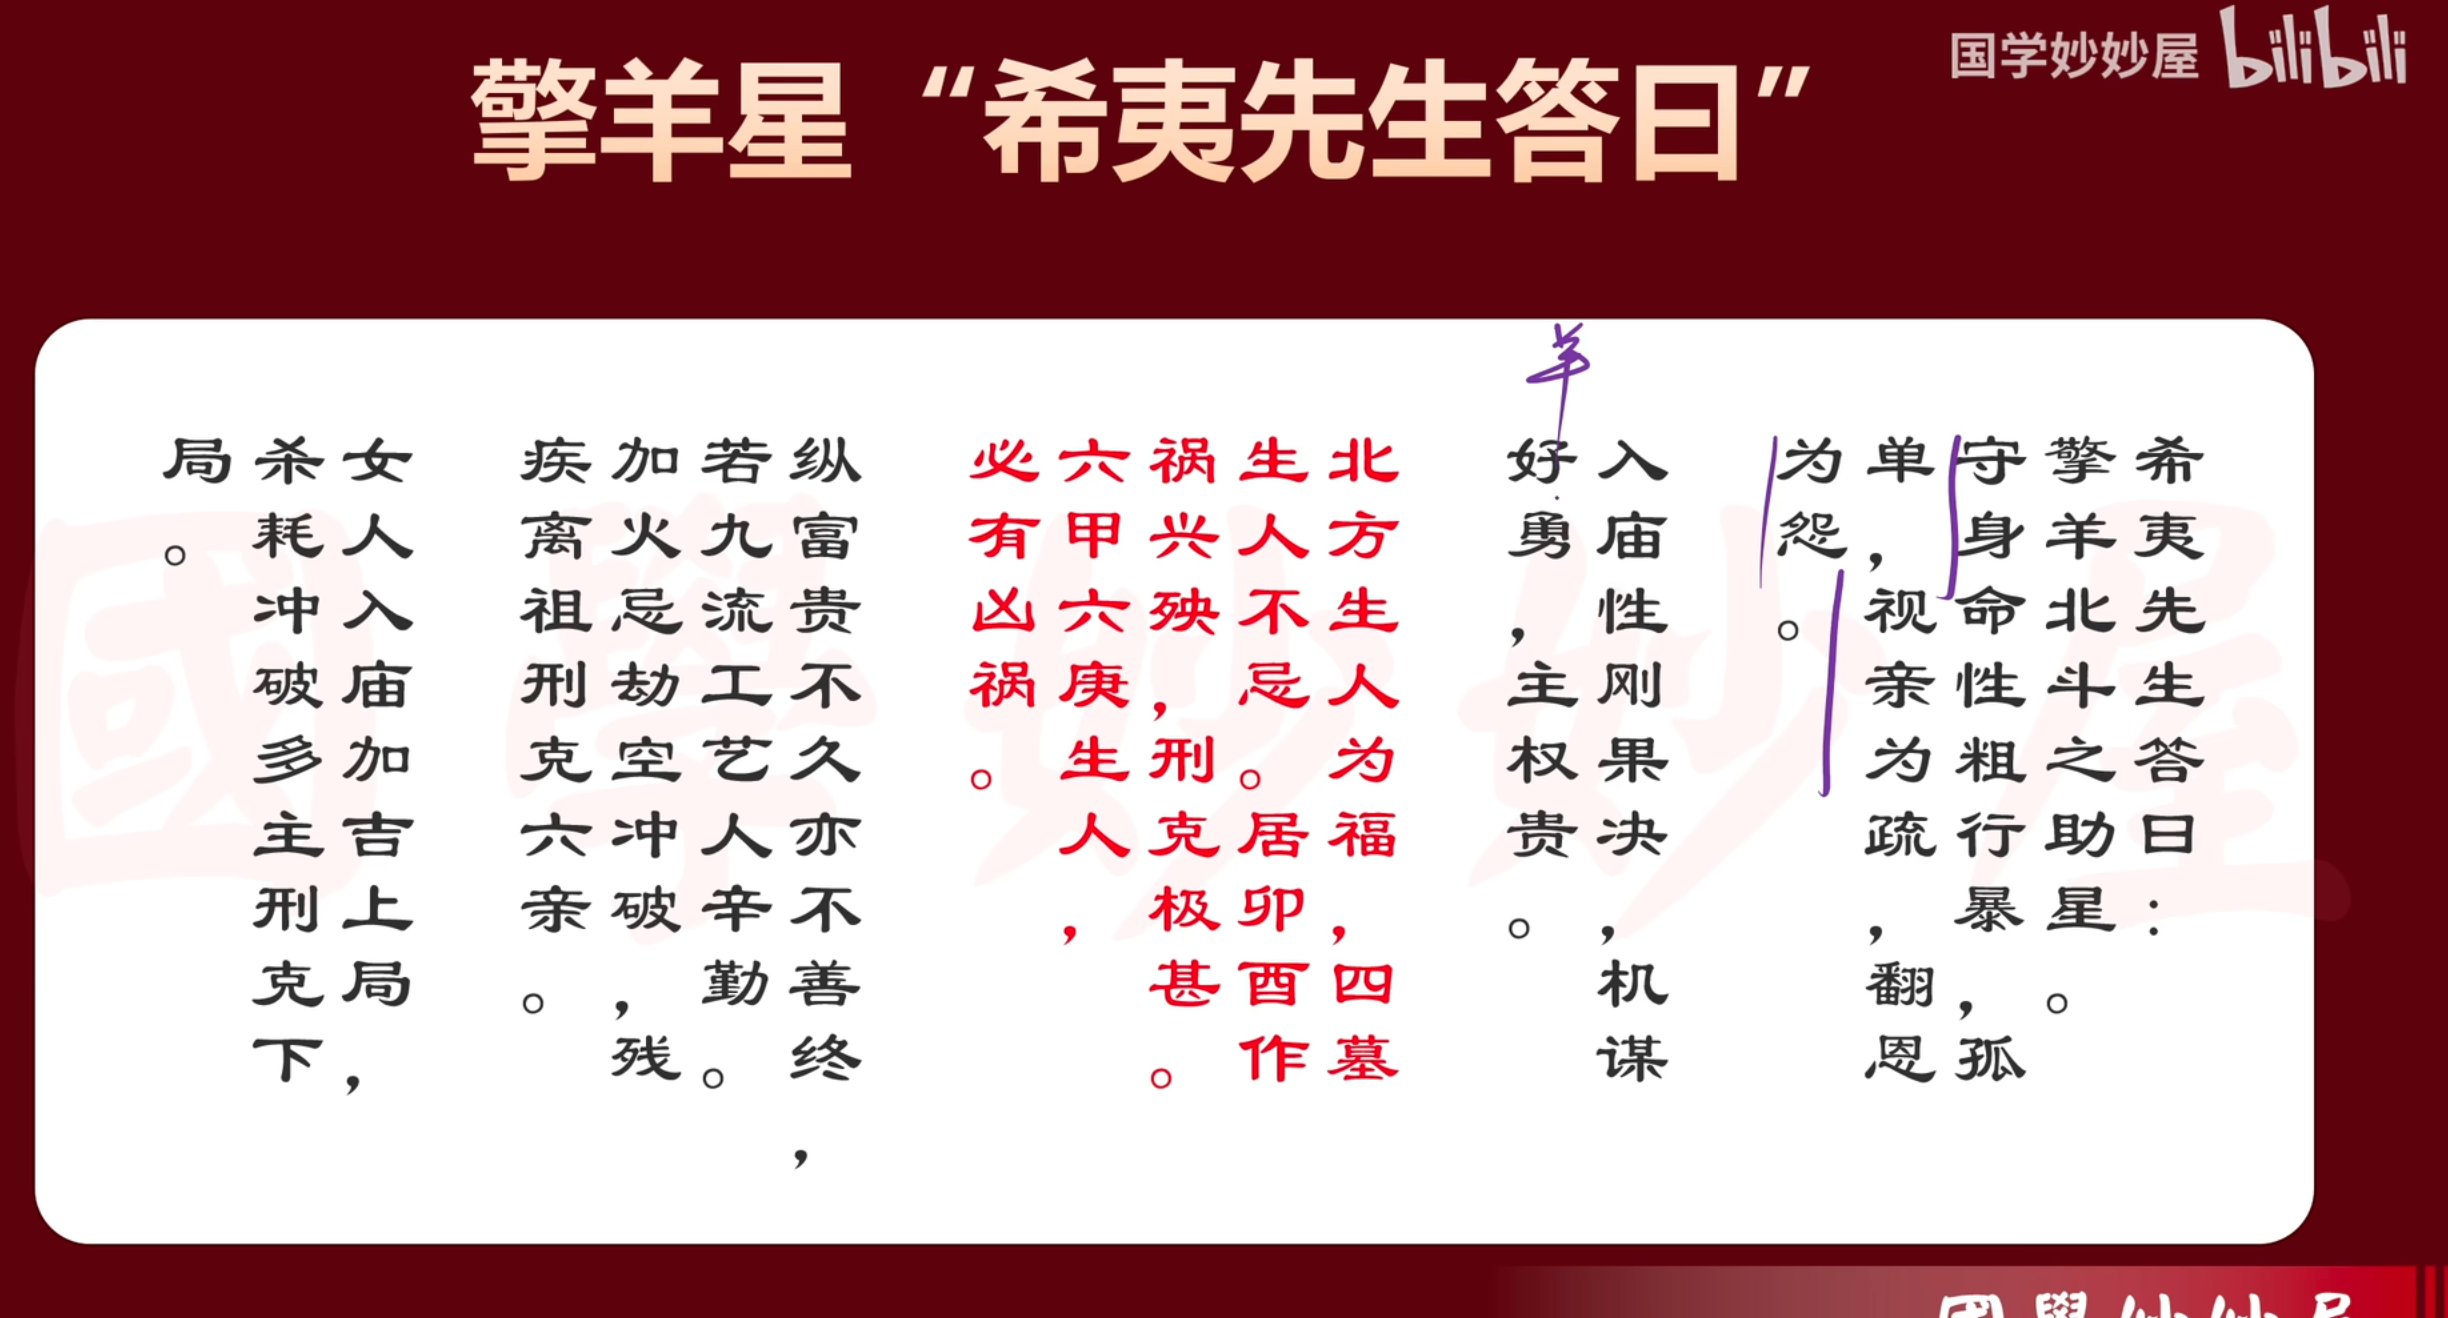 国学妙妙屋 bilibili
擎羊星 “希夷先生答曰”
羊
希夷先生答曰：
擎羊北斗之助星。
守身命性粗行暴，孤
单，视亲为疏，翻恩
为怨。
入庙性刚果决，机谋
好勇，主权贵。
北方生人为福，四墓
生人不忌。居卯酉作
祸兴殃，刑克极甚。
六甲六庚生人，
必有凶祸。
纵富贵不久亦不善终，
若九流工艺人辛勤。
加火忌劫空冲破，残
疾离祖刑克六亲。
女人入庙加吉上局，
杀耗冲破多主刑克下
局。
國學妙妙屋